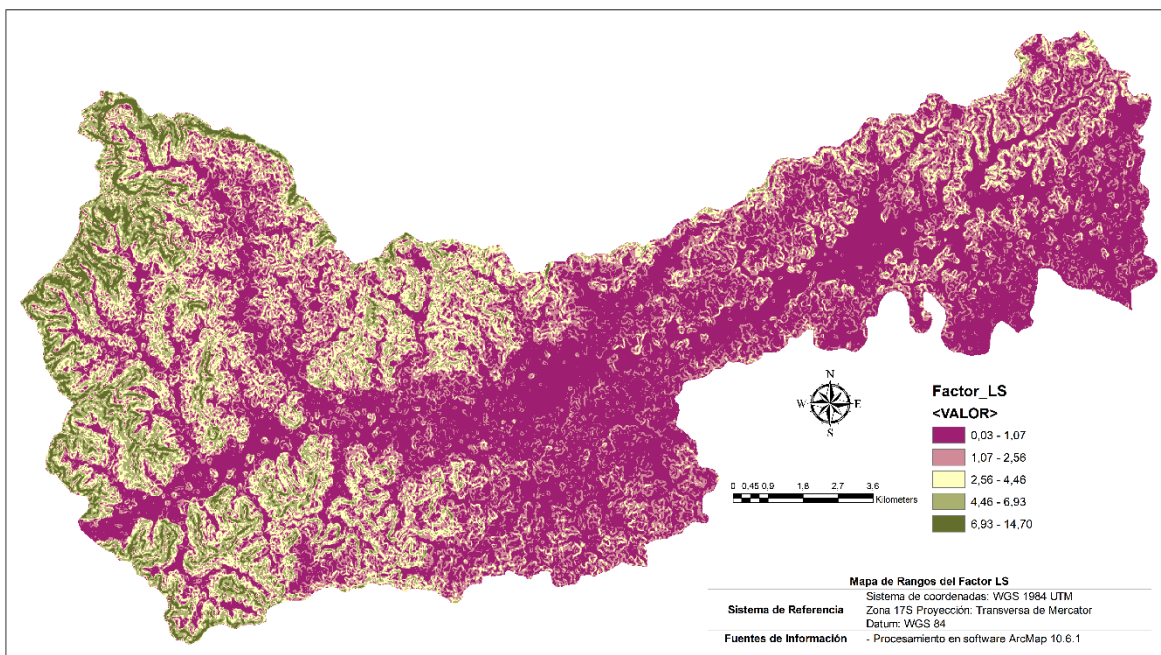 N
W E
S
Factor_LS
<VALOR>
0,03 - 1,07
1,07 - 2,56
2,56 - 4,46
4,46 - 6,93
6,93 - 14,70
0 0,45 0,9 1,8 2,7 3,6
Kilometers
Mapa de Rangos del Factor LS
Sistema de Referencia
Sistema de coordenadas: WGS 1984 UTM
Zona 17S Proyección: Transversa de Mercator
Datum: WGS 84
Fuentes de Información
- Procesamiento en software ArcMap 10.6.1